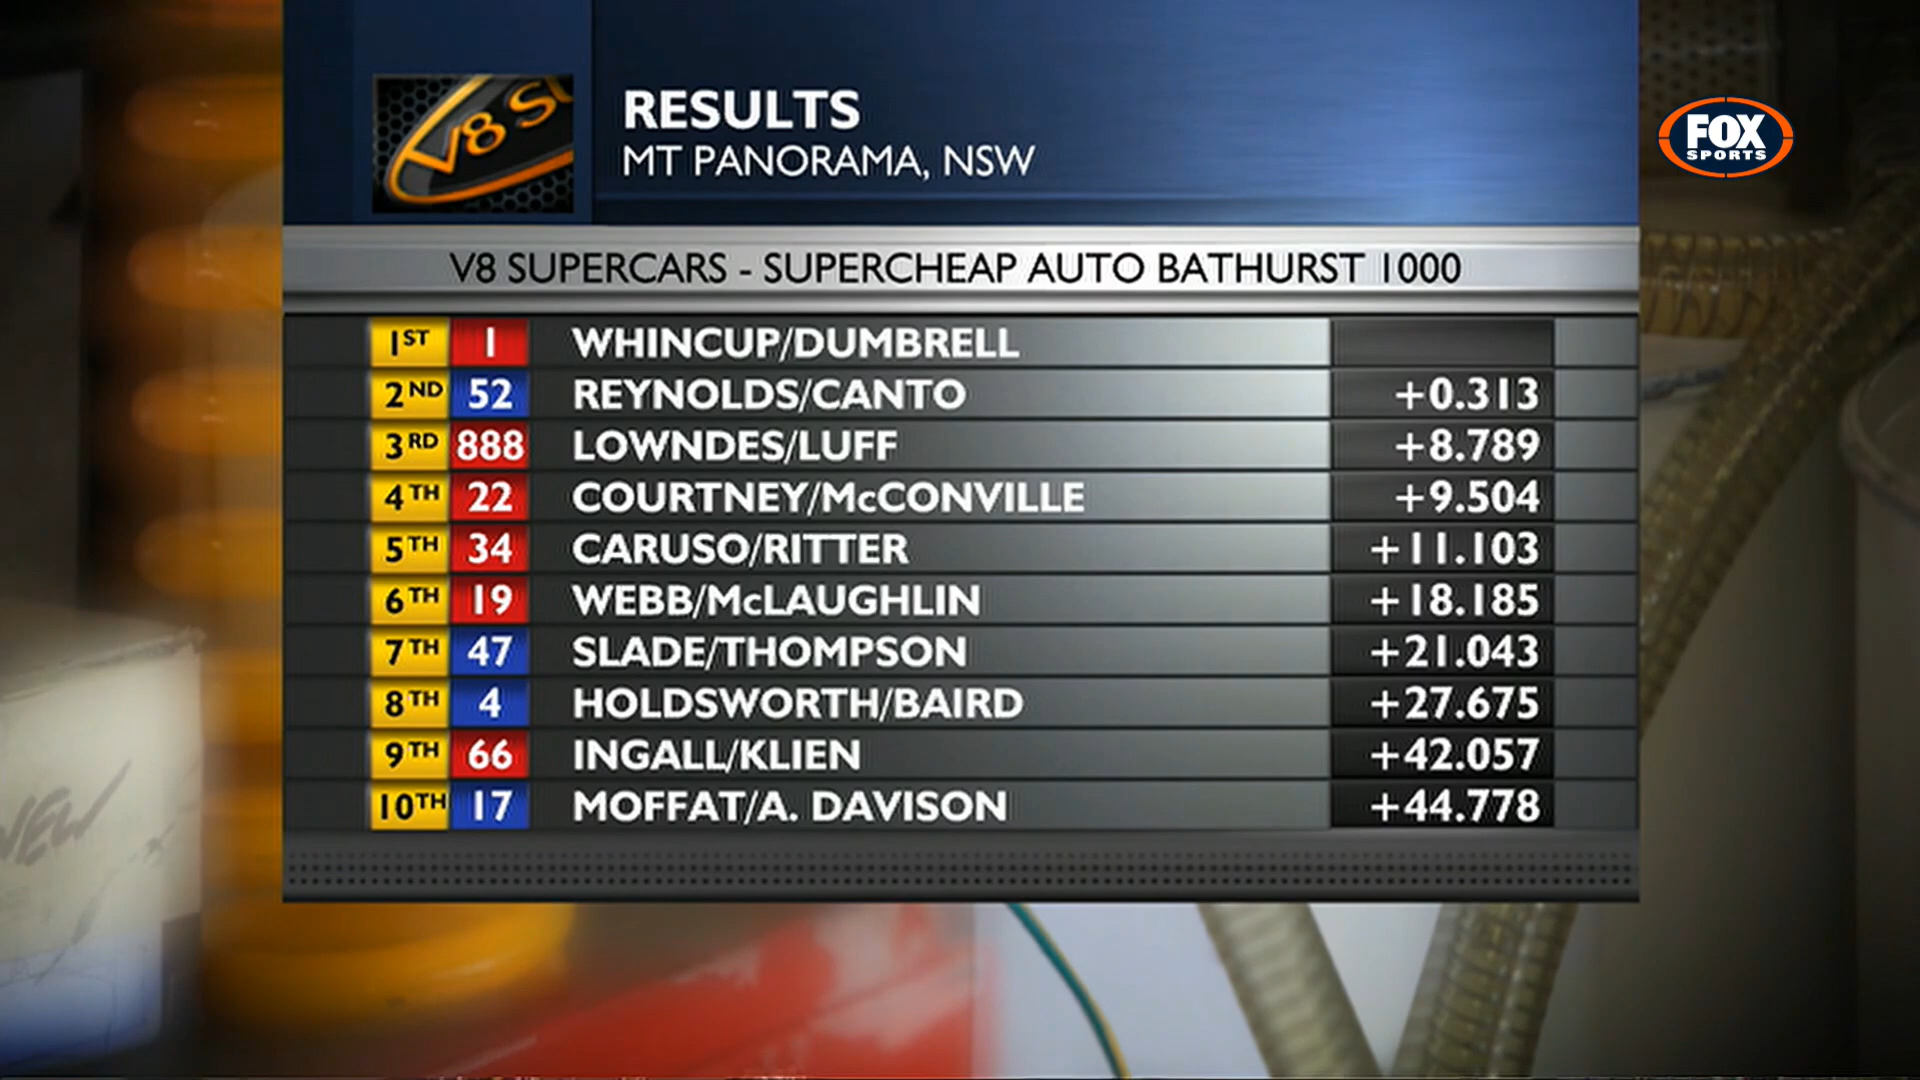 V8 SU
RESULTS
MT PANORAMA, NSW
FOX
SPORTS
V8 SUPERCARS - SUPERCHEAP AUTO BATHURST 1000
1ST 1 WHINCUP/DUMBRELL
2ND 52 REYNOLDS/CANTO +0.313
3RD 888 LOWNDES/LUFF +8.789
4TH 22 COURTNEY/McCONVILLE +9.504
5TH 34 CARUSO/RITTER +11.103
6TH 19 WEBB/McLAUGHLIN +18.185
7TH 47 SLADE/THOMPSON +21.043
8TH 4 HOLDSWORTH/BAIRD +27.675
9TH 66 INGALL/KLIEN +42.057
10TH 17 MOFFAT/A. DAVISON +44.778
NEW